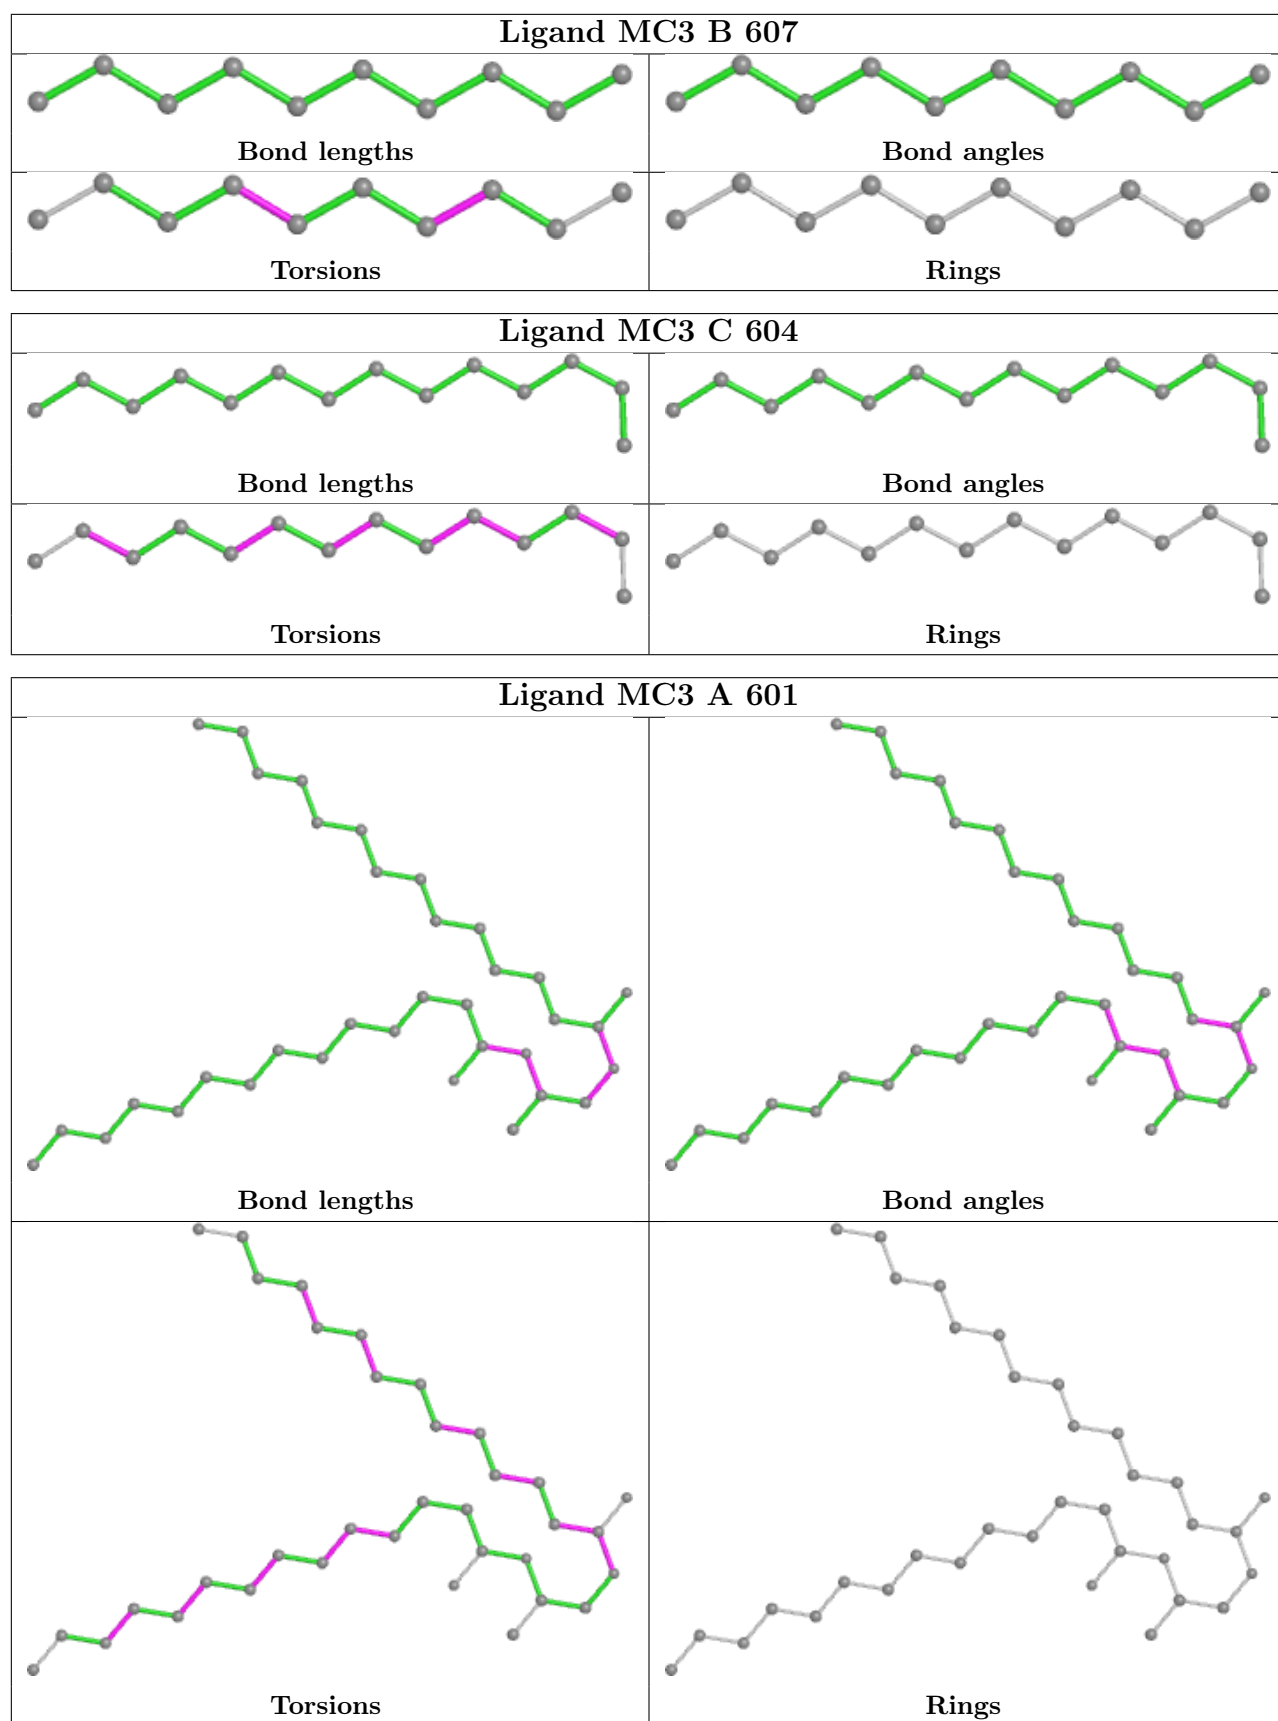 Ligand MC3 B 607
Bond lengths
Bond angles
Torsions
Rings
Ligand MC3 C 604
Bond lengths
Bond angles
Torsions
Rings
Ligand MC3 A 601
Bond lengths
Bond angles
Torsions
Rings